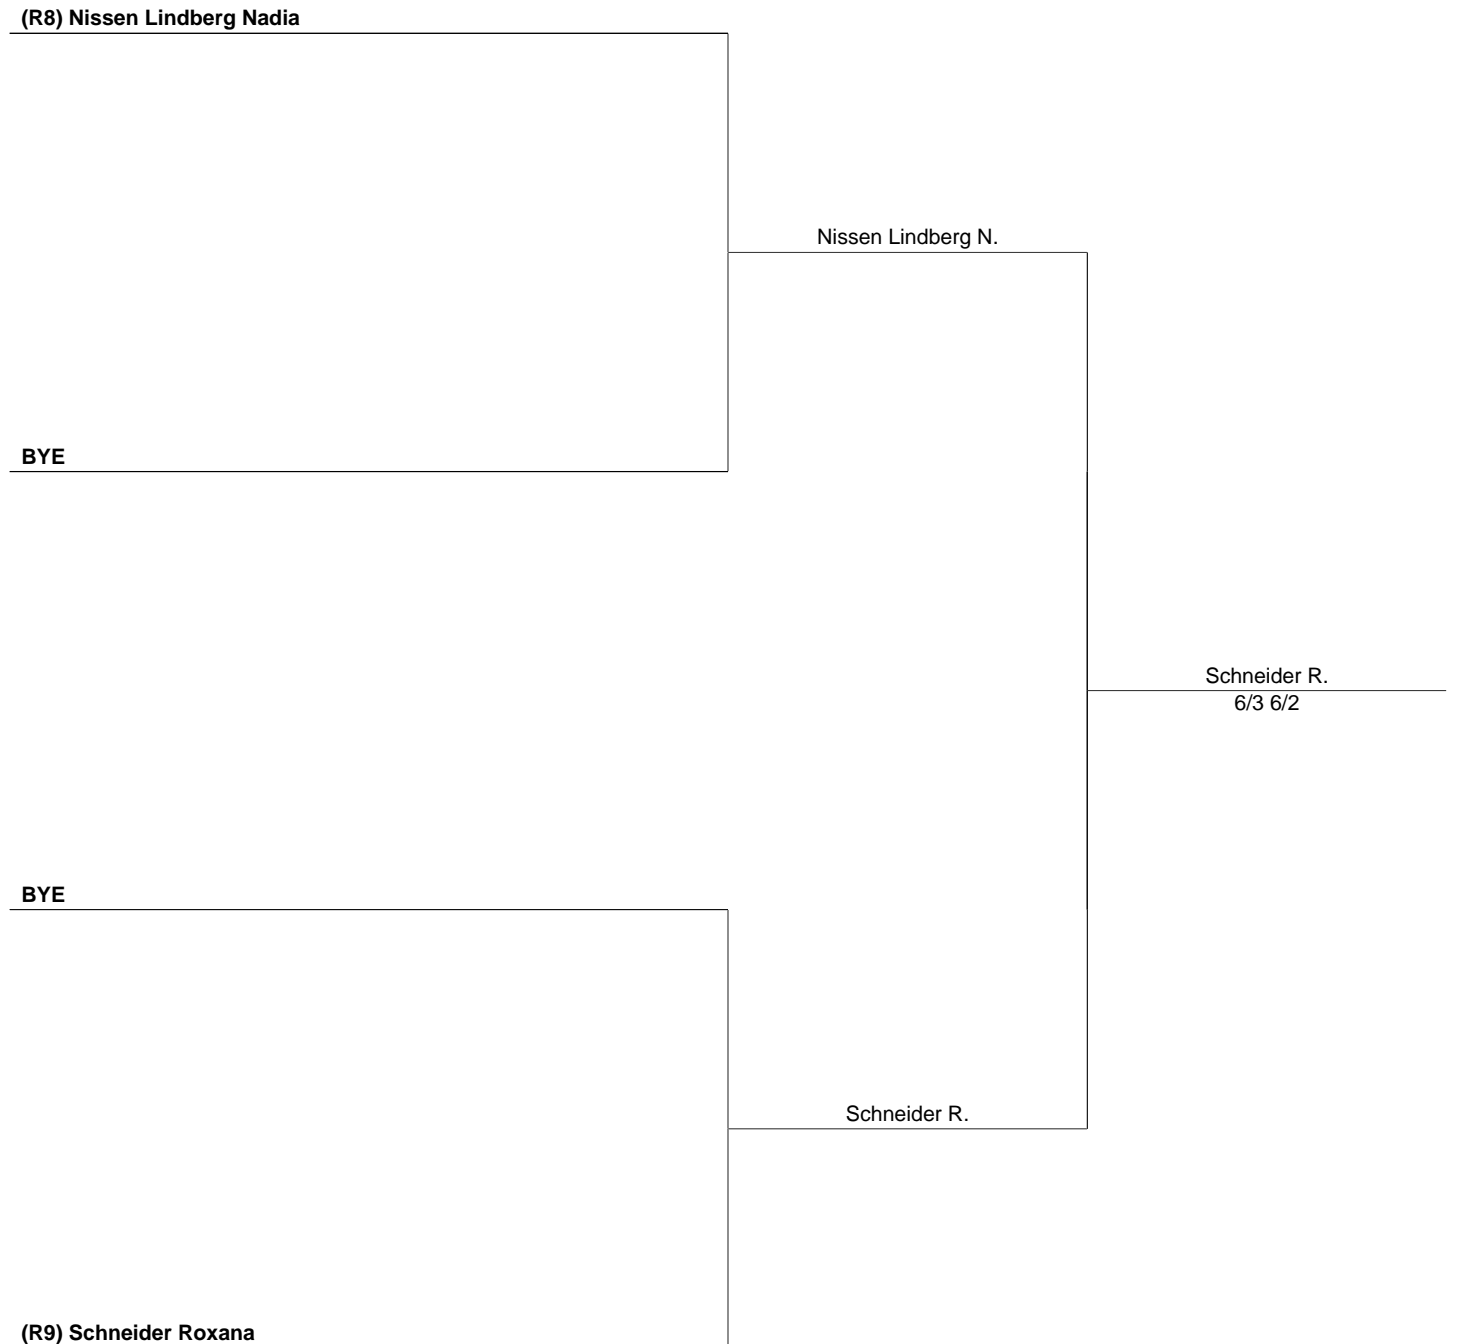 (R8) Nissen Lindberg Nadia
Nissen Lindberg N.
BYE
Schneider R.
6/3 6/2
BYE
Schneider R.
(R9) Schneider Roxana